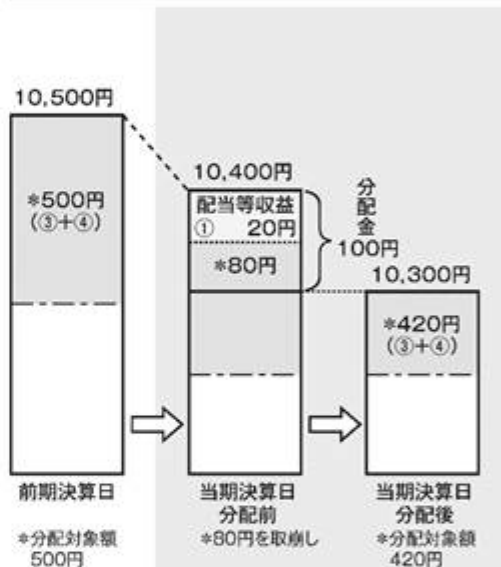 10,500円
*500円
(③+④)
前期決算日
*分配対象額
500円
10,400円
配当等収益
① 20円
*80円
分配金
100円
当期決算日
分配前
*80円を取崩し
10,300円
*420円
(③+④)
当期決算日
分配後
*分配対象額
420円